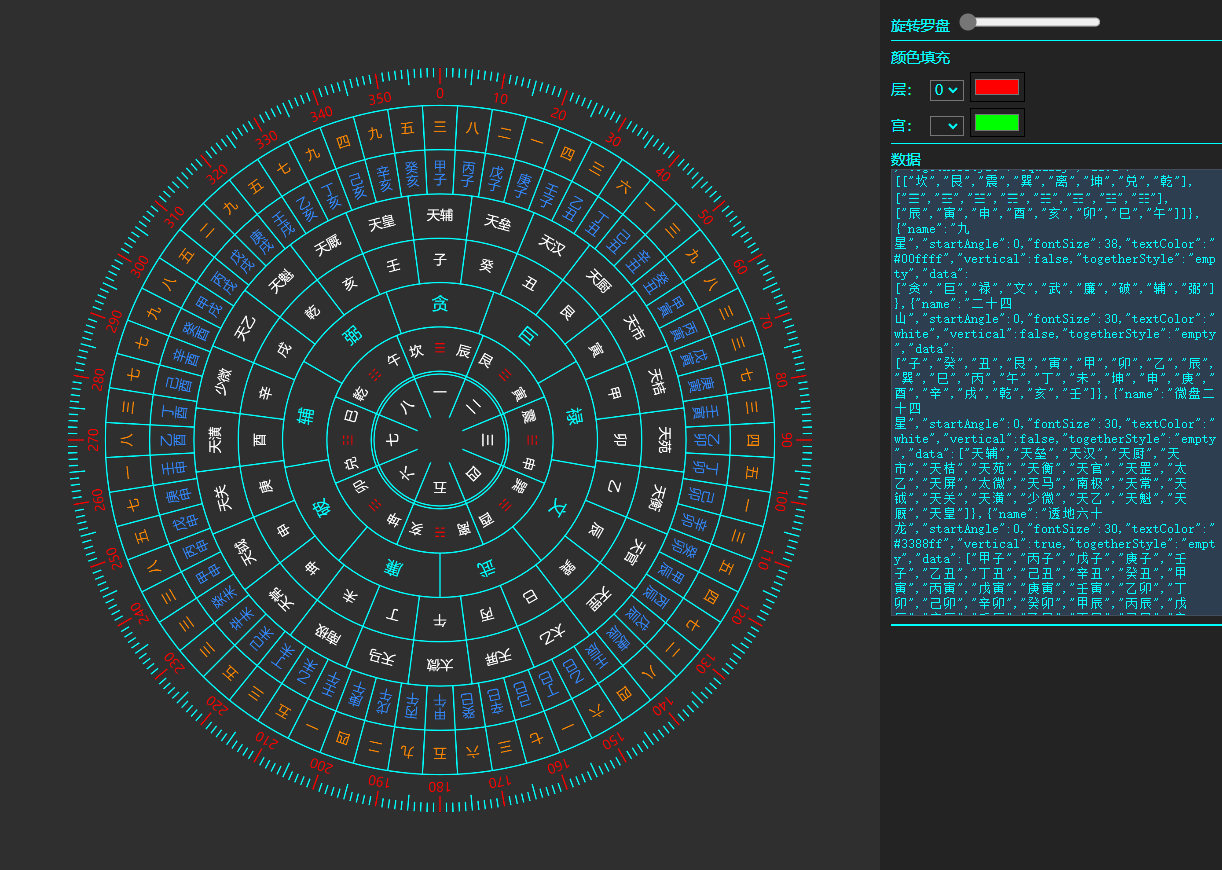 0 10 20 30 40 50 60 70 80 90 100 110 120 130 140 150 160 170 180 190 200 210 220 230 240 250 260 270 280 290 300 310 320 330 340 350
三 八 二 一 四 三 六 一 三 九 八 三 三 七 三 四 五 一 三 五 四 七 二 八 四 六 一 七 三 六 五 九 二 四 一 五 三 五 三 三 三 八 五 七 一 八 三 七 七 九 八 五 二 九 五 七 九 四 九 五
甲子 丙子 戊子 庚子 壬子 乙丑 丁丑 己丑 辛丑 癸丑 甲寅 丙寅 戊寅 庚寅 壬寅 乙卯 丁卯 己卯 辛卯 癸卯 甲辰 丙辰 戊辰 庚辰 壬辰 乙巳 丁巳 己巳 辛巳 癸巳 甲午 丙午 戊午 庚午 壬午 乙未 丁未 己未 辛未 癸未 甲申 丙申 戊申 庚申 壬申 乙酉 丁酉 己酉 辛酉 癸酉 甲戌 丙戌 戊戌 庚戌 壬戌 乙亥 丁亥 己亥 辛亥 癸亥
天辅 天垒 天汉 天厨 天市 天桔 天苑 天衡 天官 天罡 太乙 天屏 太微 天马 南极 天常 天钺 天关 天潢 少微 天乙 天魁 天厩 天皇
子 癸 丑 艮 寅 甲 卯 乙 辰 巽 巳 丙 午 丁 未 坤 申 庚 酉 辛 戌 乾 亥 壬
贪 巨 禄 文 武 廉 破 辅 弼
坎 辰 艮 寅 震 申 巽 酉 离 亥 坤 卯 兑 巳 乾 午
一 二 三 四 五 六 七 八
旋转罗盘
颜色填充
层: 0
宫:
数据
[["坎","艮","震","巽","离","坤","兑","乾"],
["辰","寅","申","酉","亥","卯","巳","午"]]],
{"name":"九
星","startAngle":0,"fontSize":38,"textColor":
"#00ffff","vertical":false,"togetherStyle":"emp
ty","data":
["贪","巨","禄","文","武","廉","破","辅","弼"]
},{"name":"二十四
山","startAngle":0,"fontSize":30,"textColor":
"white","vertical":false,"togetherStyle":"empty
","data":
["子","癸","丑","艮","寅","甲","卯","乙","辰",
"巽","巳","丙","午","丁","未","坤","申","庚",
"酉","辛","戌","乾","亥","壬"]},{"name":"微盘二
十四
星","startAngle":0,"fontSize":30,"textColor":
"white","vertical":false,"togetherStyle":"empty
","data":["天辅","天垒","天汉","天厨","天
市","天桔","天苑","天衡","天官","天罡","太
乙","天屏","太微","天马","南极","天常","天
钺","天关","天潢","少微","天乙","天魁","天
厩","天皇"]},{"name":"透地六十
龙","startAngle":0,"fontSize":30,"textColor":
"#3388ff","vertical":true,"togetherStyle":"empt
y","data":["甲子","丙子","戊子","庚子","壬
子","乙丑","丁丑","己丑","辛丑","癸丑","甲
寅","丙寅","戊寅","庚寅","壬寅","乙卯","丁
卯","己卯","辛卯","癸卯","甲辰","丙辰","戊